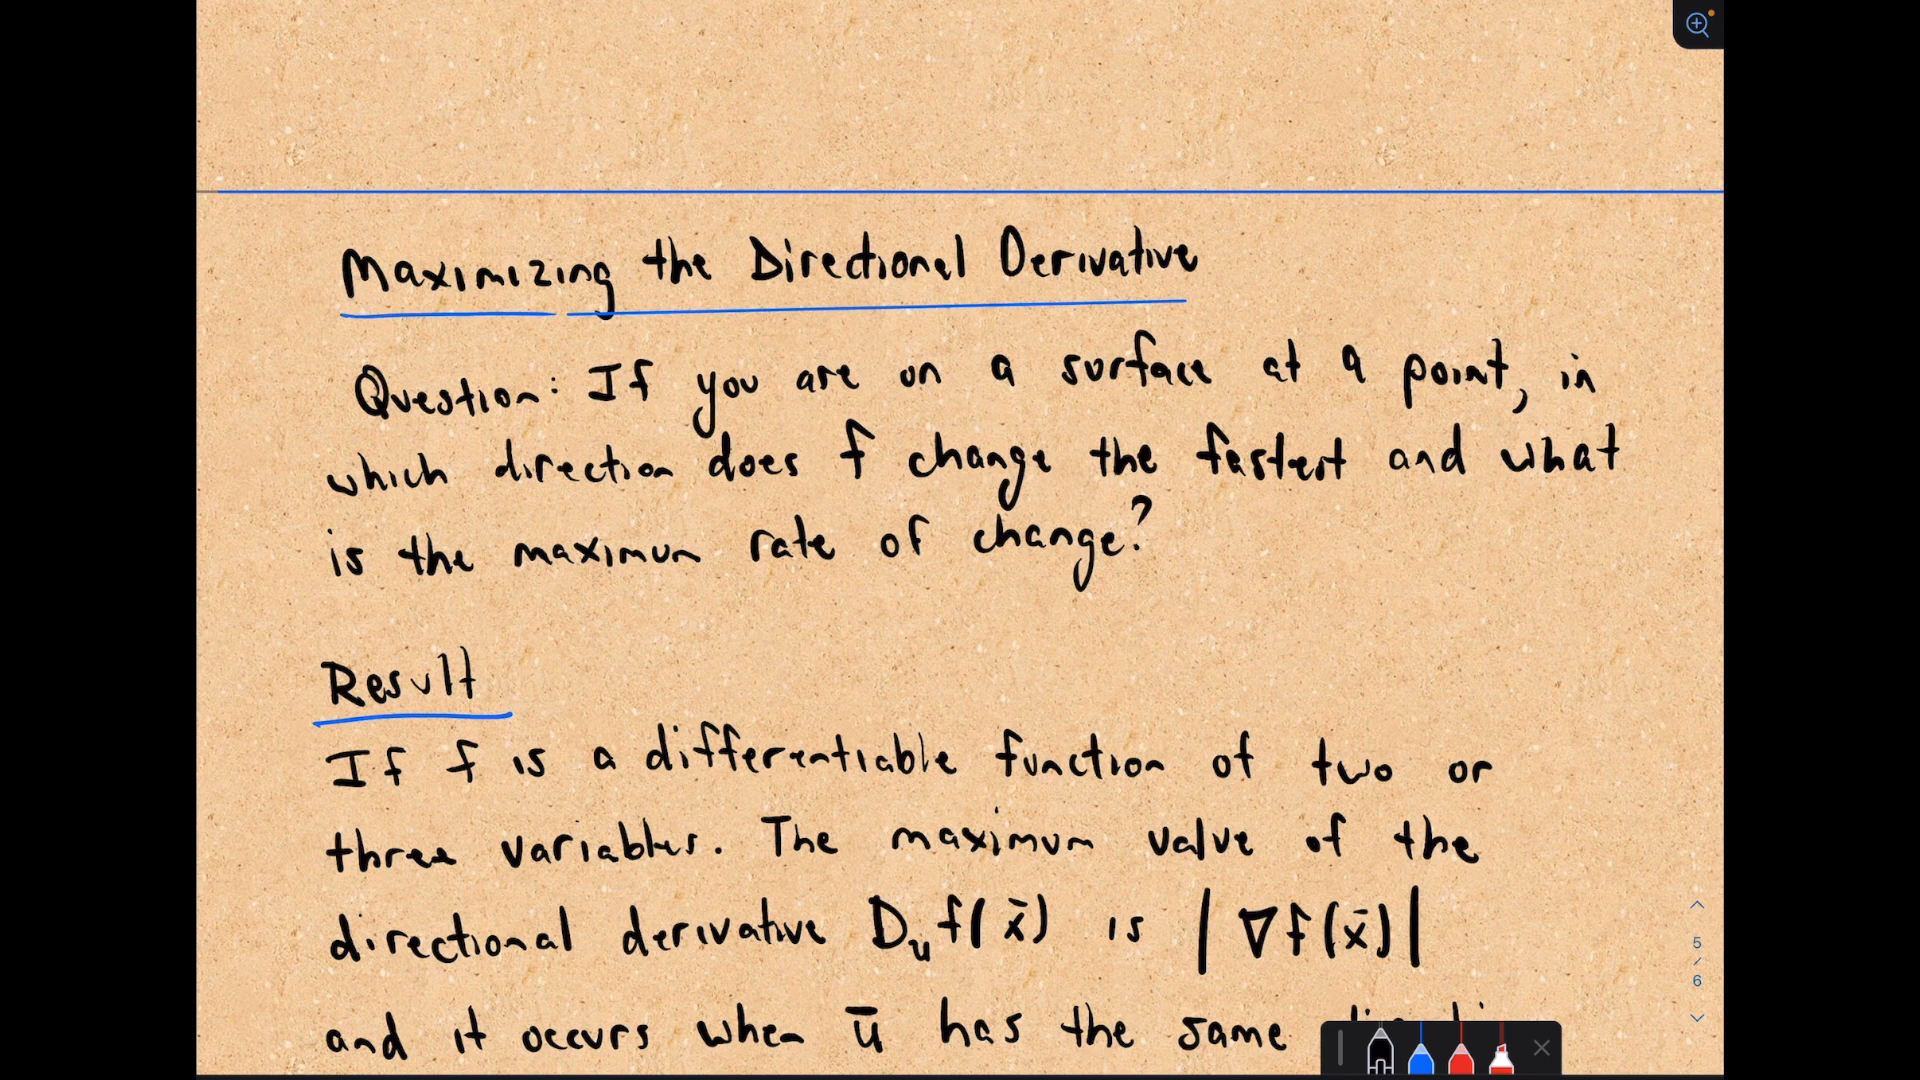 Maximizing the Directional Derivative
Question: If you are on a surface at a point, in
which direction does f change the fastest and what
is the maximum rate of change?
Result
If f is a differentiable function of two or
three variables. The maximum value of the
directional derivative D_u f(x̄) is |∇f(x̄)|
and it occurs when ū has the same
5
/
6